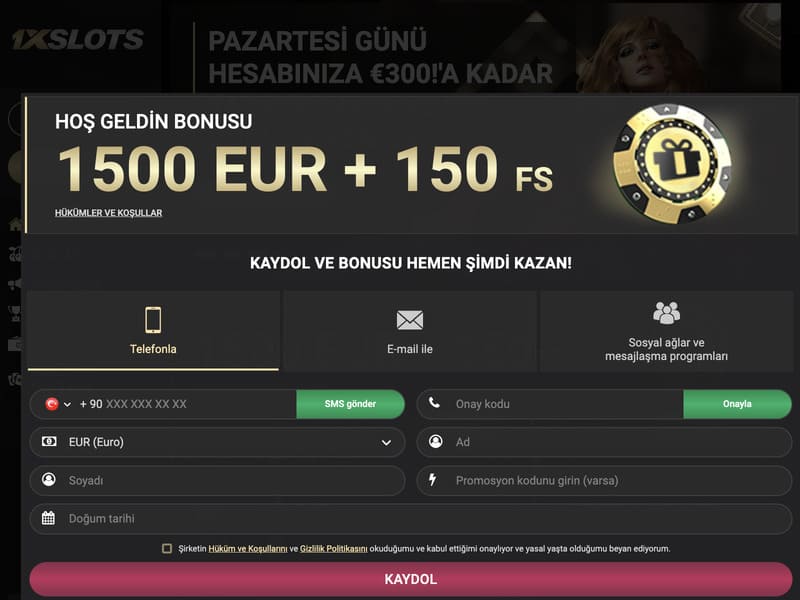 1XSLOTS
PAZARTESİ GÜNÜ
HESABINIZA €300!'A KADAR
HOŞ GELDİN BONUSU
1500 EUR + 150 FS
HÜKÜMLER VE KOŞULLAR
KAYDOL VE BONUSU HEMEN ŞİMDİ KAZAN!
Telefonla
E-mail ile
Sosyal ağlar ve
mesajlaşma programları
+ 90 XXX XXX XX XX
SMS gönder
Onay kodu
Onayla
EUR (Euro)
Ad
Soyadı
Promosyon kodunu girin (varsa)
Doğum tarihi
Şirketin Hüküm ve Koşullarını ve Gizlilik Politikasını okuduğumu ve kabul ettiğimi onaylıyor ve yasal yaşta olduğumu beyan ediyorum.
KAYDOL